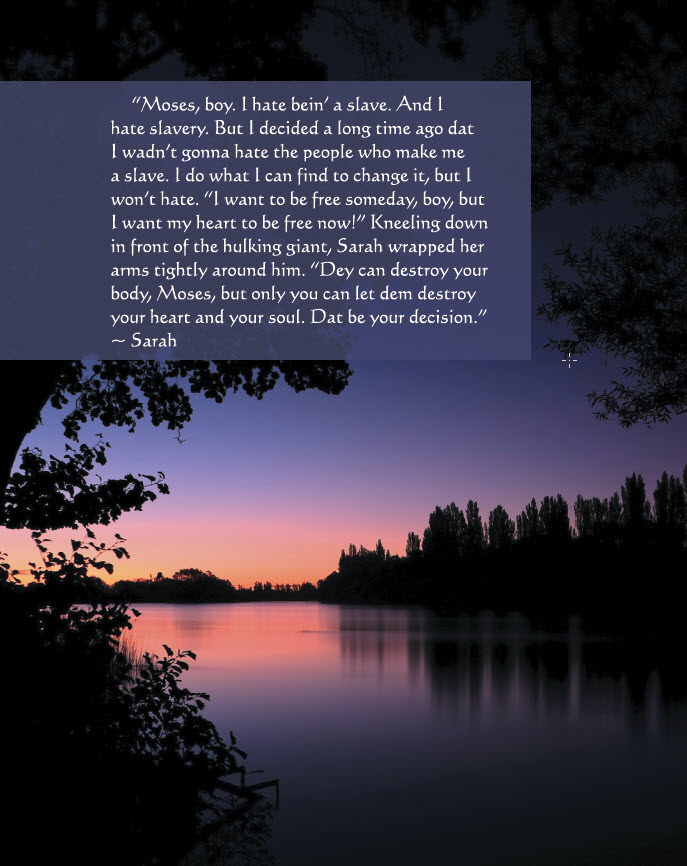 “Moses, boy. I hate bein’ a slave. And I
hate slavery. But I decided a long time ago dat
I wadn’t gonna hate the people who make me
a slave. I do what I can find to change it, but I
won’t hate. “I want to be free someday, boy, but
I want my heart to be free now!” Kneeling down
in front of the hulking giant, Sarah wrapped her
arms tightly around him. “Dey can destroy your
body, Moses, but only you can let dem destroy
your heart and your soul. Dat be your decision.”
~ Sarah